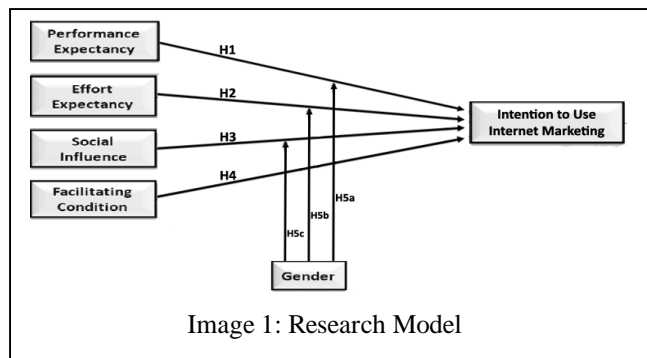 Performance
Expectancy
H1
Effort
Expectancy
H2
Intention to Use
Internet Marketing
Social
Influence
H3
Facilitating
Condition
H4
H5a
H5b
H5c
Gender
Image 1: Research Model